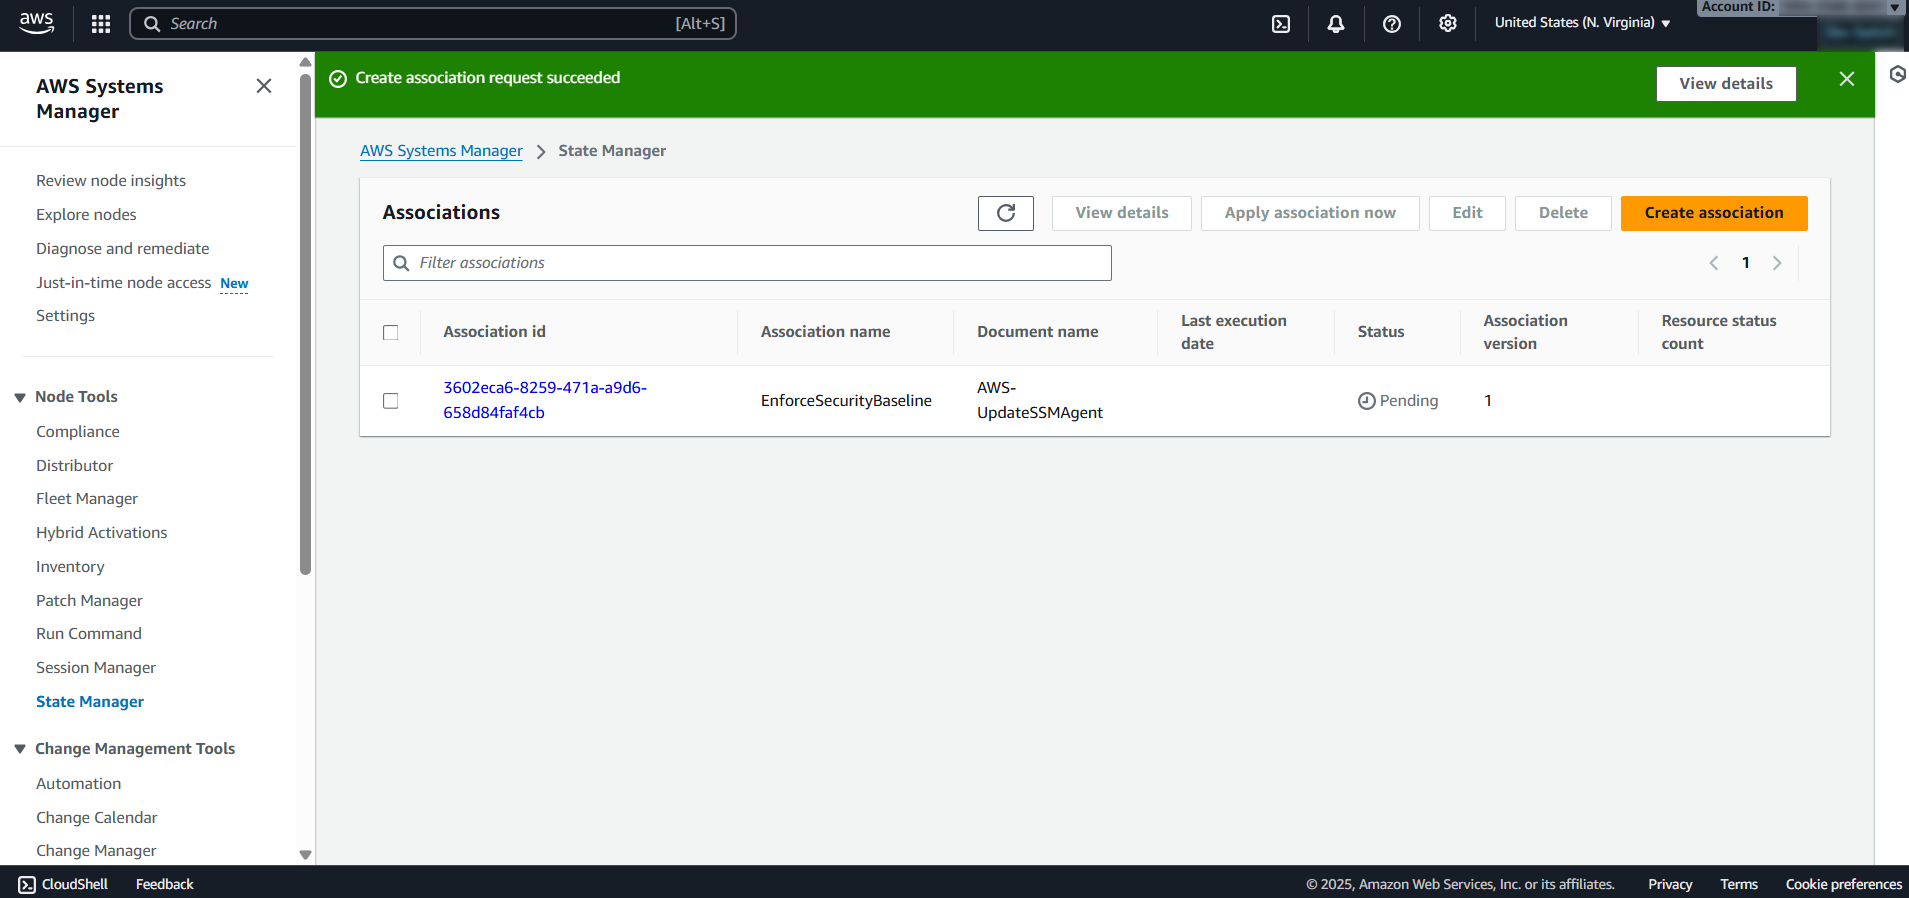 aws
Search
[Alt+S]
United States (N. Virginia)
Account ID:
AWS Systems
Manager
Review node insights
Explore nodes
Diagnose and remediate
Just-in-time node access New
Settings
Node Tools
Compliance
Distributor
Fleet Manager
Hybrid Activations
Inventory
Patch Manager
Run Command
Session Manager
State Manager
Change Management Tools
Automation
Change Calendar
Change Manager
Create association request succeeded
View details
AWS Systems Manager
State Manager
Associations
View details
Apply association now
Edit
Delete
Create association
Filter associations
1
Association id
Association name
Document name
Last execution
date
Status
Association
version
Resource status
count
3602eca6-8259-471a-a9d6-
658d84faf4cb
EnforceSecurityBaseline
AWS-
UpdateSSMAgent
Pending
1
CloudShell
Feedback
© 2025, Amazon Web Services, Inc. or its affiliates.
Privacy
Terms
Cookie preferences